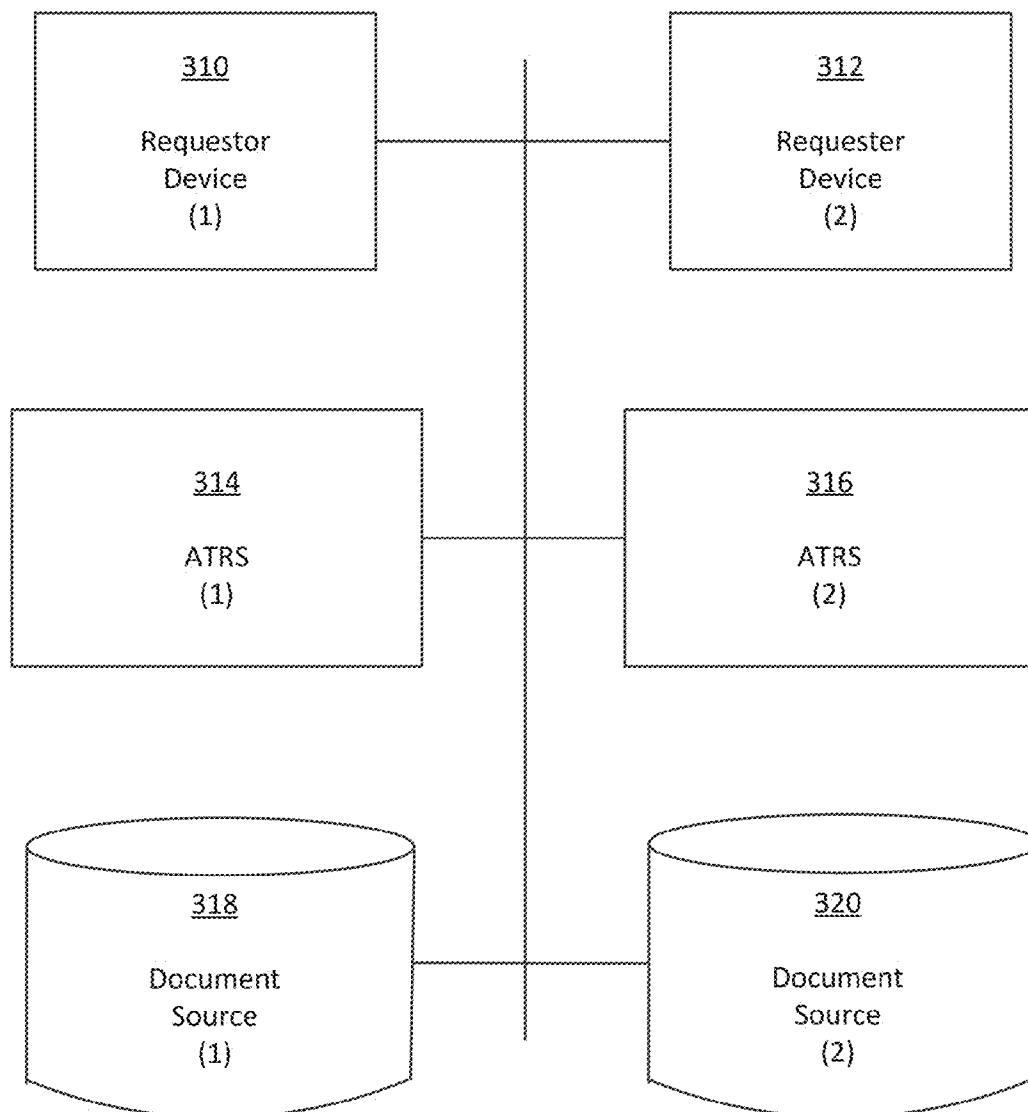 310
Requestor
Device
(1)
312
Requester
Device
(2)
314
ATRS
(1)
316
ATRS
(2)
318
Document
Source
(1)
320
Document
Source
(2)